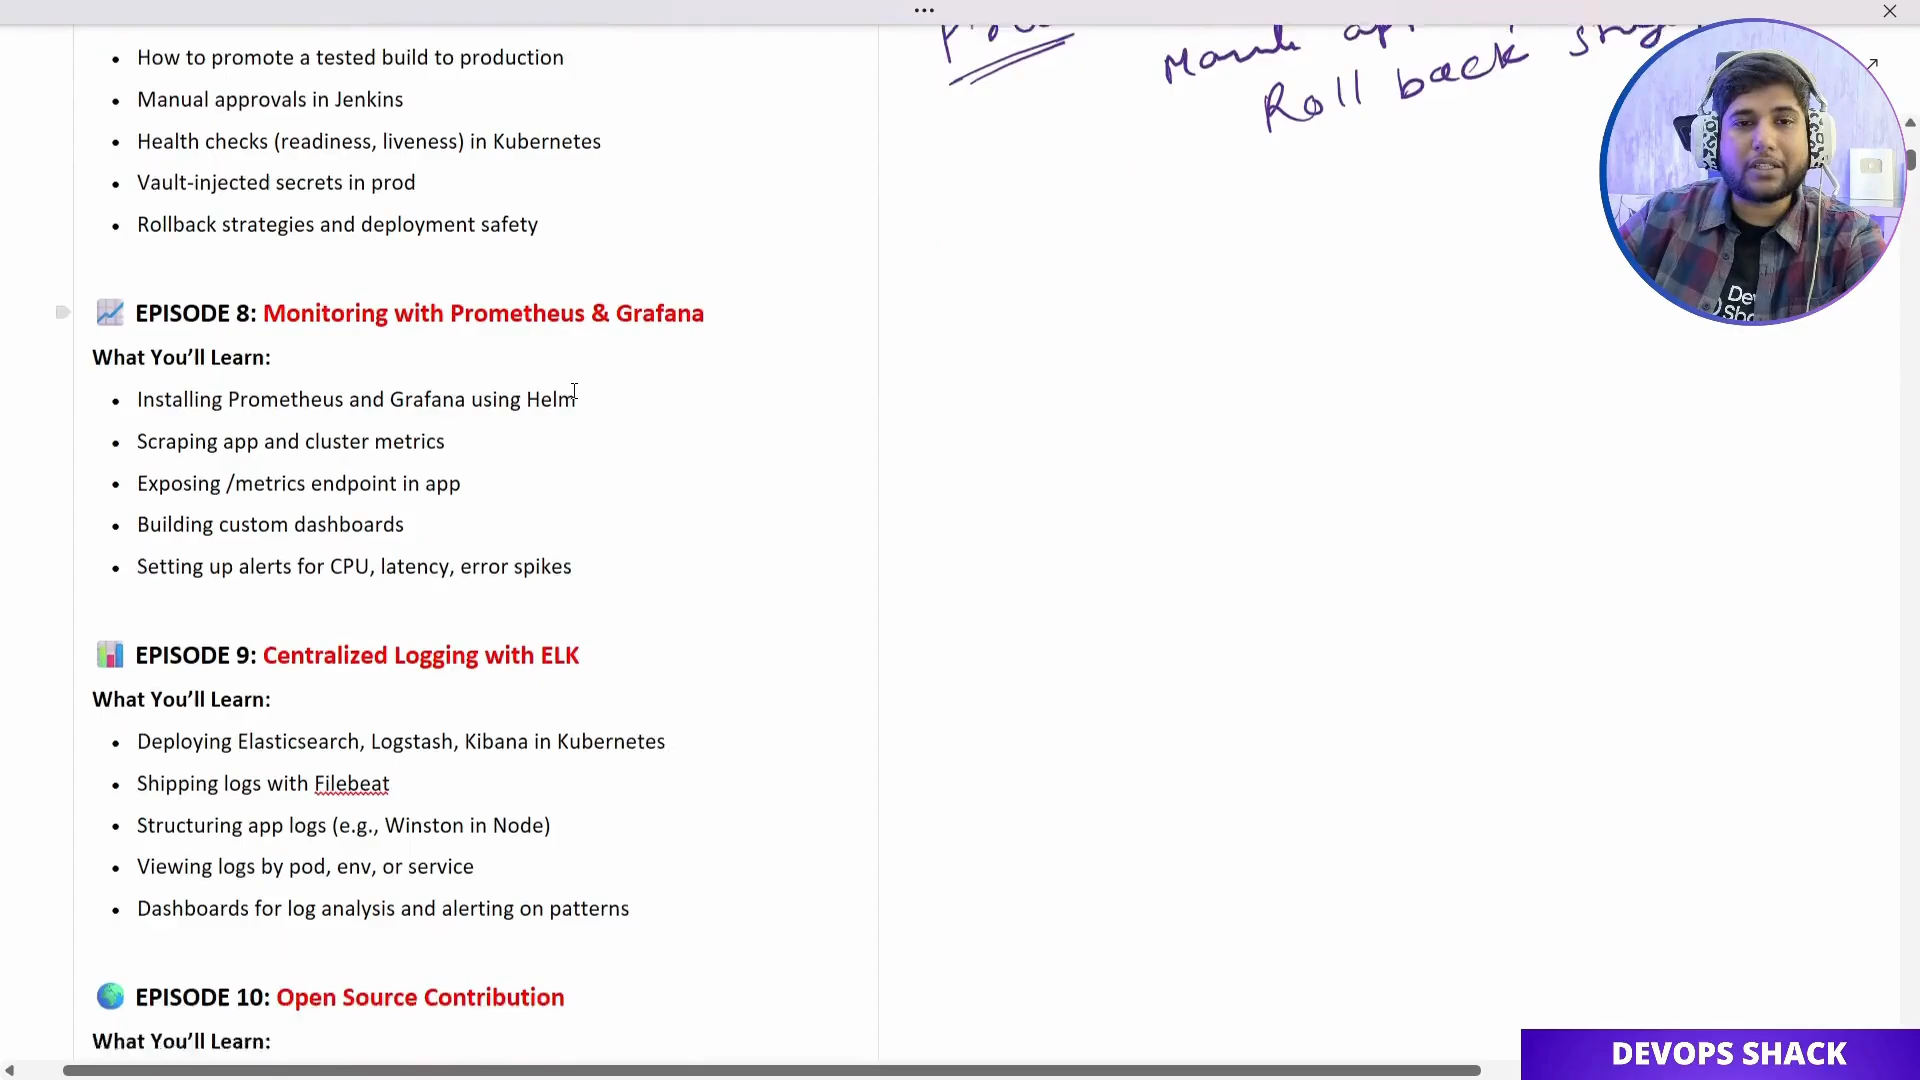 How to promote a tested build to production
Manual approvals in Jenkins
Health checks (readiness, liveness) in Kubernetes
Vault-injected secrets in prod
Rollback strategies and deployment safety
EPISODE 8: Monitoring with Prometheus & Grafana
What You’ll Learn:
Installing Prometheus and Grafana using Helm
Scraping app and cluster metrics
Exposing /metrics endpoint in app
Building custom dashboards
Setting up alerts for CPU, latency, error spikes
EPISODE 9: Centralized Logging with ELK
What You’ll Learn:
Deploying Elasticsearch, Logstash, Kibana in Kubernetes
Shipping logs with Filebeat
Structuring app logs (e.g., Winston in Node)
Viewing logs by pod, env, or service
Dashboards for log analysis and alerting on patterns
EPISODE 10: Open Source Contribution
What You’ll Learn:
Roll back
DEVOPS SHACK